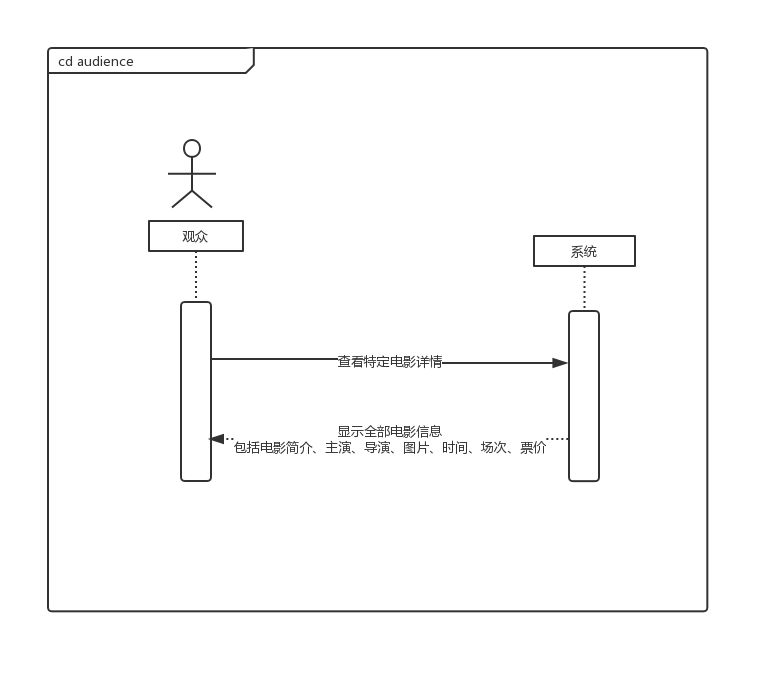 cd audience
观众
系统
查看特定电影详情
显示全部电影信息
包括电影简介、主演、导演、图片、时间、场次、票价